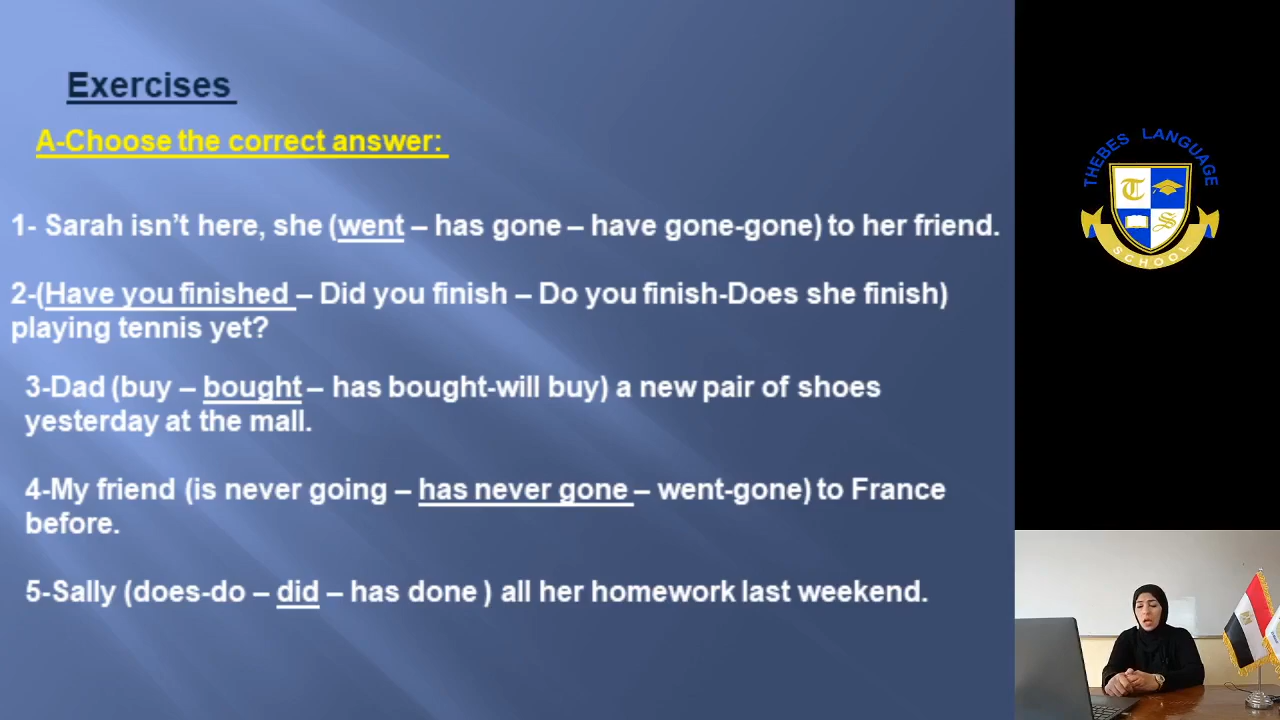 Exercises
A-Choose the correct answer:
1- Sarah isn’t here, she (went – has gone – have gone-gone) to her friend.
2-(Have you finished – Did you finish – Do you finish-Does she finish)
playing tennis yet?
3-Dad (buy – bought – has bought-will buy) a new pair of shoes
yesterday at the mall.
4-My friend (is never going – has never gone – went-gone) to France
before.
5-Sally (does-do – did – has done ) all her homework last weekend.
THEBES LANGUAGE
T
S
SCHOOL